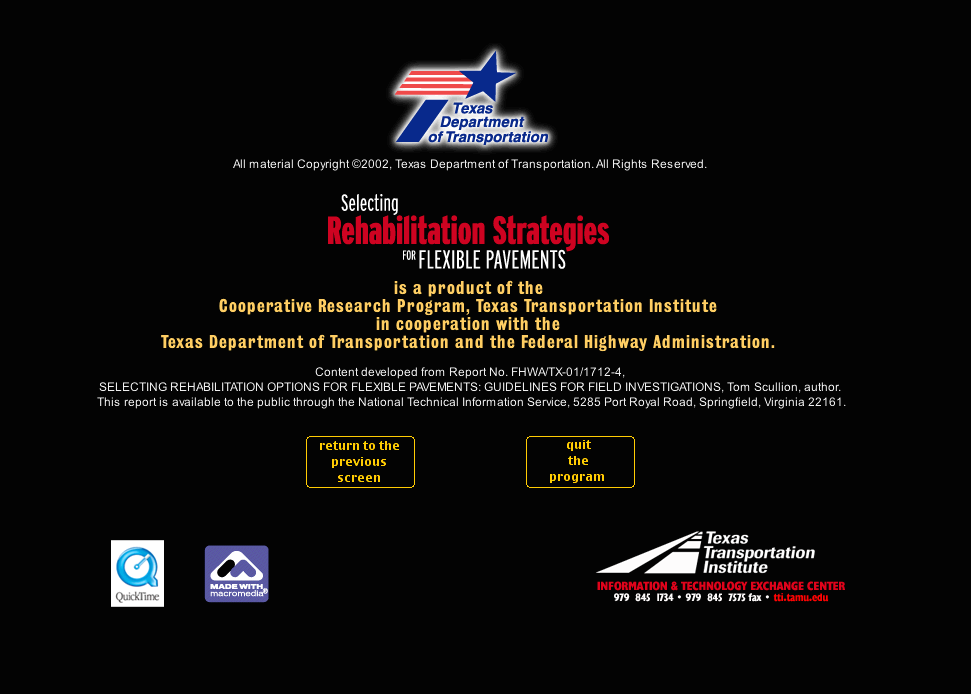 Texas
Department
of Transportation
All material Copyright ©2002, Texas Department of Transportation. All Rights Reserved.
Selecting
Rehabilitation Strategies
FOR FLEXIBLE PAVEMENTS
is a product of the
Cooperative Research Program, Texas Transportation Institute
in cooperation with the
Texas Department of Transportation and the Federal Highway Administration.
Content developed from Report No. FHWA/TX-01/1712-4,
SELECTING REHABILITATION OPTIONS FOR FLEXIBLE PAVEMENTS: GUIDELINES FOR FIELD INVESTIGATIONS, Tom Scullion, author.
This report is available to the public through the National Technical Information Service, 5285 Port Royal Road, Springfield, Virginia 22161.
return to the
previous
screen
quit
the
program
QuickTime
MADE WITH
macromedia®
Texas
Transportation
Institute
INFORMATION & TECHNOLOGY EXCHANGE CENTER
979 845 1734 • 979 845 7575 fax • tti.tamu.edu